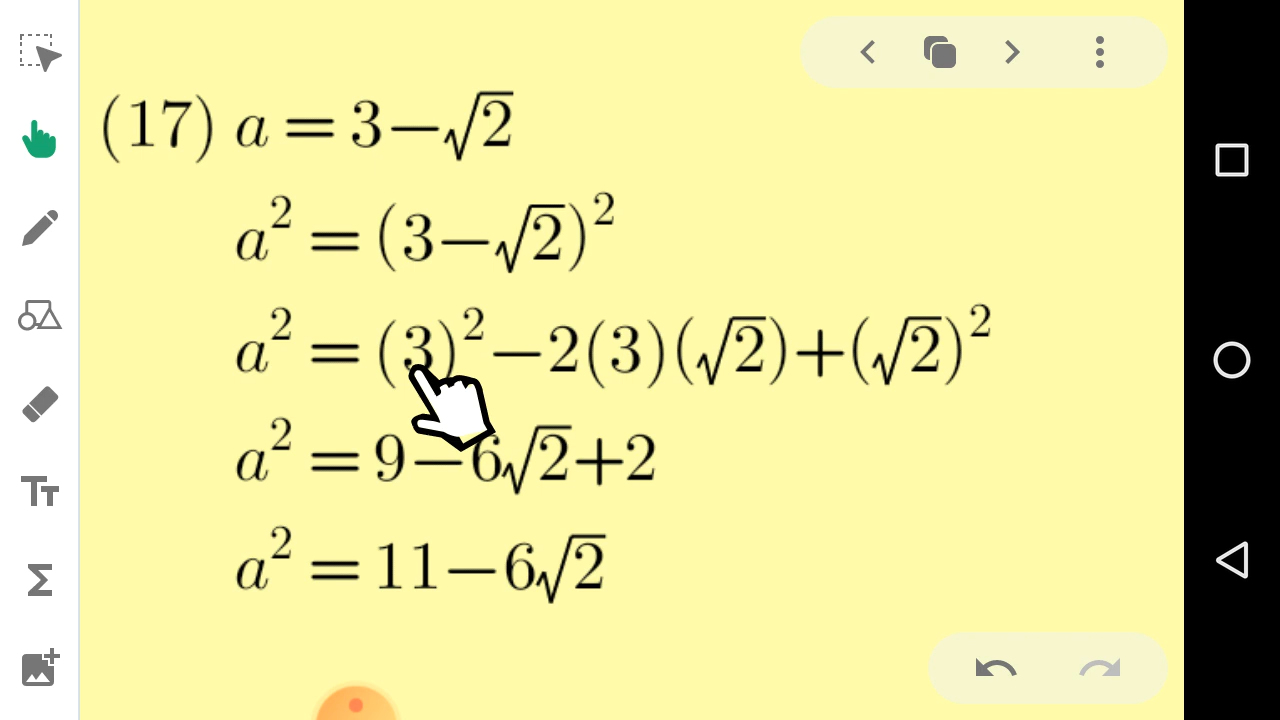 (17) a = 3−√2
a² = (3−√2)²
a² = (3)²−2(3)(√2)+(√2)²
a² = 9−6√2+2
a² = 11−6√2